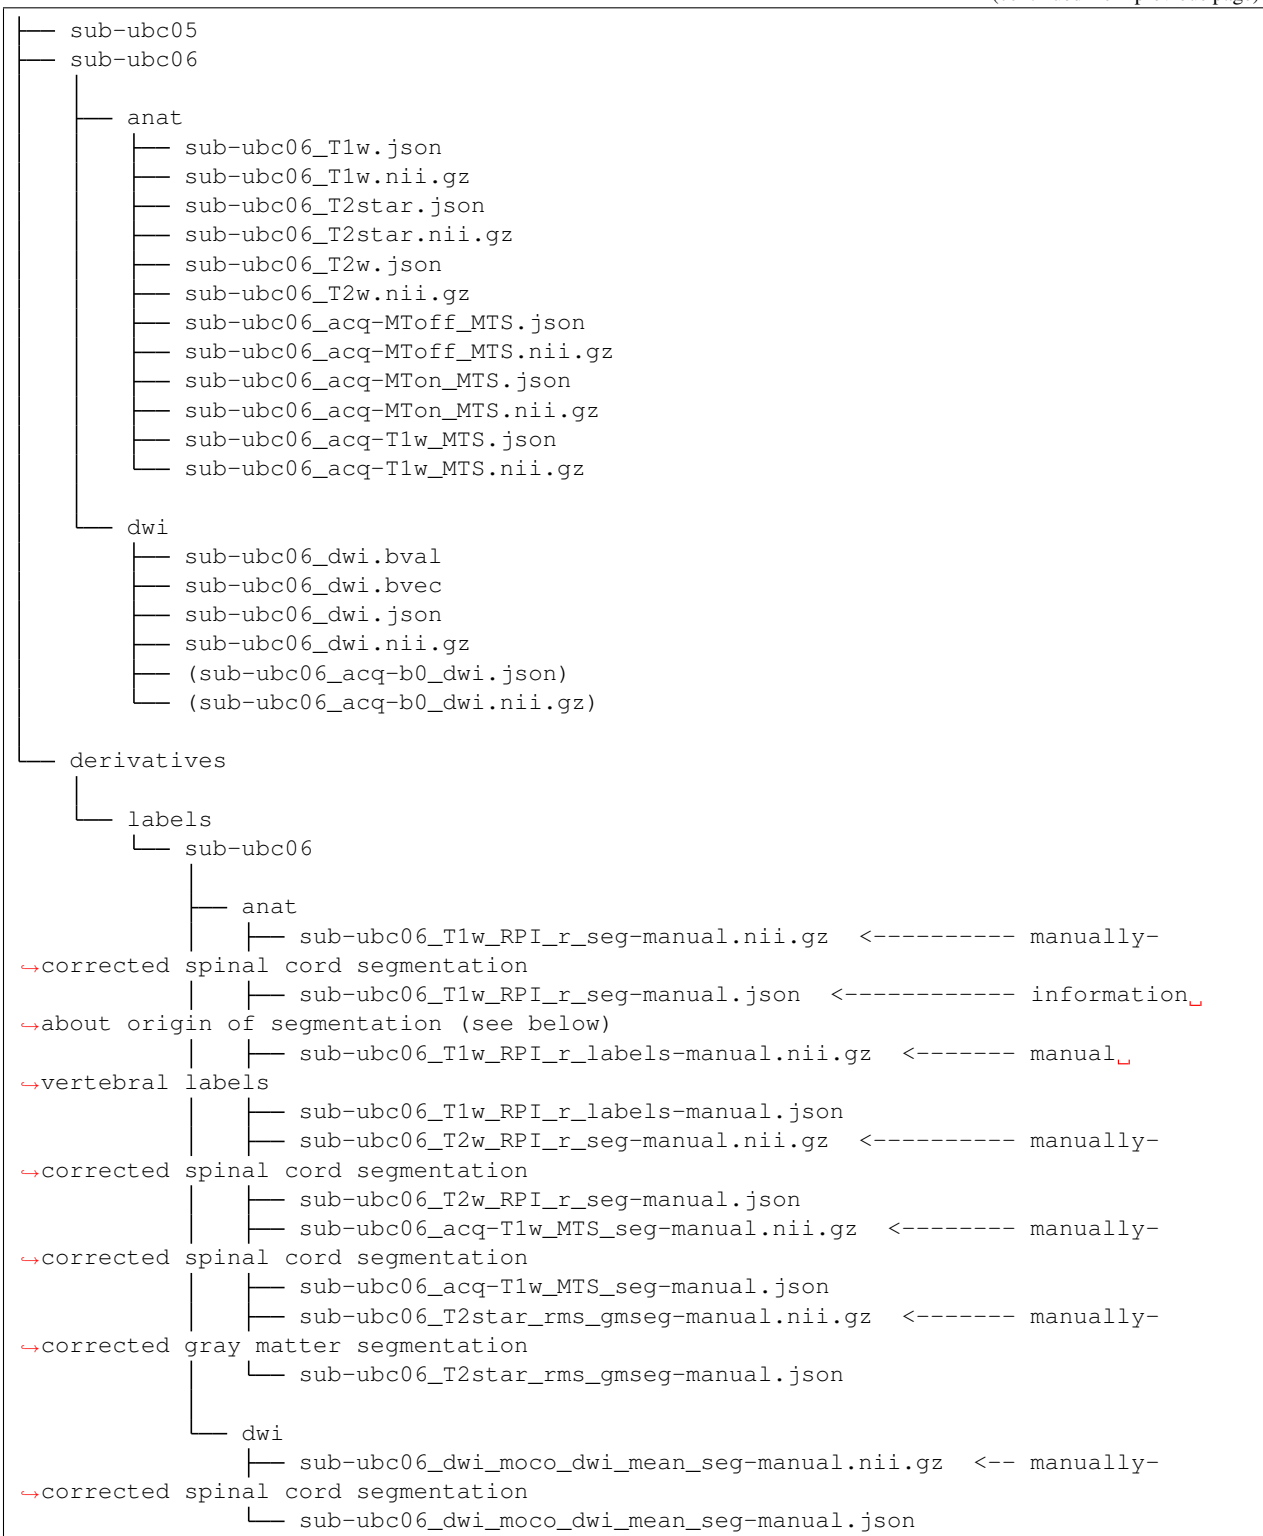 ├── sub-ubc05
├── sub-ubc06
│   │
│   ├── anat
│   │   ├── sub-ubc06_T1w.json
│   │   ├── sub-ubc06_T1w.nii.gz
│   │   ├── sub-ubc06_T2star.json
│   │   ├── sub-ubc06_T2star.nii.gz
│   │   ├── sub-ubc06_T2w.json
│   │   ├── sub-ubc06_T2w.nii.gz
│   │   ├── sub-ubc06_acq-MToff_MTS.json
│   │   ├── sub-ubc06_acq-MToff_MTS.nii.gz
│   │   ├── sub-ubc06_acq-MTon_MTS.json
│   │   ├── sub-ubc06_acq-MTon_MTS.nii.gz
│   │   ├── sub-ubc06_acq-T1w_MTS.json
│   │   └── sub-ubc06_acq-T1w_MTS.nii.gz
│   │
│   └── dwi
│       ├── sub-ubc06_dwi.bval
│       ├── sub-ubc06_dwi.bvec
│       ├── sub-ubc06_dwi.json
│       ├── sub-ubc06_dwi.nii.gz
│       ├── (sub-ubc06_acq-b0_dwi.json)
│       └── (sub-ubc06_acq-b0_dwi.nii.gz)
│
└── derivatives
    │
    └── labels
        └── sub-ubc06
            │
            ├── anat
            │   ├── sub-ubc06_T1w_RPI_r_seg-manual.nii.gz  <---------- manually-
↪corrected spinal cord segmentation
            │   ├── sub-ubc06_T1w_RPI_r_seg-manual.json  <------------ information␣
↪about origin of segmentation (see below)
            │   ├── sub-ubc06_T1w_RPI_r_labels-manual.nii.gz  <------- manual␣
↪vertebral labels
            │   ├── sub-ubc06_T1w_RPI_r_labels-manual.json
            │   ├── sub-ubc06_T2w_RPI_r_seg-manual.nii.gz  <---------- manually-
↪corrected spinal cord segmentation
            │   ├── sub-ubc06_T2w_RPI_r_seg-manual.json
            │   ├── sub-ubc06_acq-T1w_MTS_seg-manual.nii.gz  <-------- manually-
↪corrected spinal cord segmentation
            │   ├── sub-ubc06_acq-T1w_MTS_seg-manual.json
            │   ├── sub-ubc06_T2star_rms_gmseg-manual.nii.gz  <------- manually-
↪corrected gray matter segmentation
            │   └── sub-ubc06_T2star_rms_gmseg-manual.json
            │
            └── dwi
                ├── sub-ubc06_dwi_moco_dwi_mean_seg-manual.nii.gz  <-- manually-
↪corrected spinal cord segmentation
                └── sub-ubc06_dwi_moco_dwi_mean_seg-manual.json